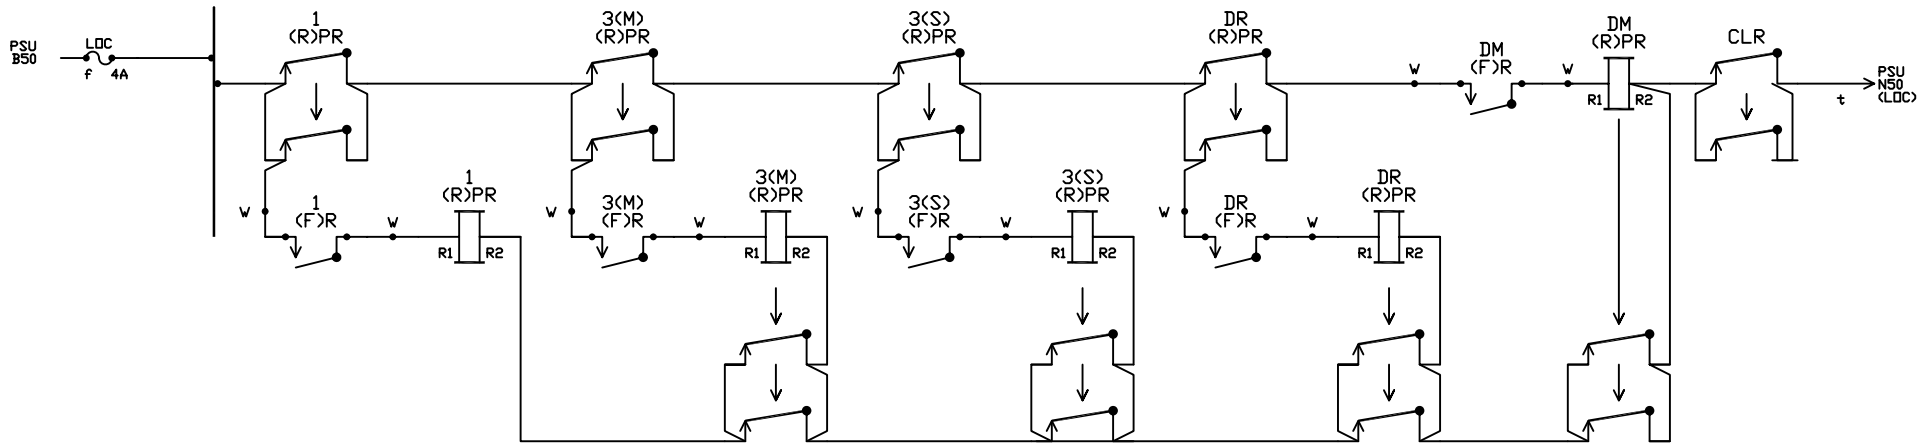 PSU
B50
LOC
f 4A
1
(R)PR
3(M)
(R)PR
3(S)
(R)PR
DR
(R)PR
W
DM
(F)R
W
DM
(R)PR
R1 R2
CLR
t
PSU
N50
(LOC)
W
1
(F)R
W
1
(R)PR
R1 R2
W
3(M)
(F)R
W
3(M)
(R)PR
R1 R2
W
3(S)
(F)R
W
3(S)
(R)PR
R1 R2
W
DR
(F)R
W
DR
(R)PR
R1 R2